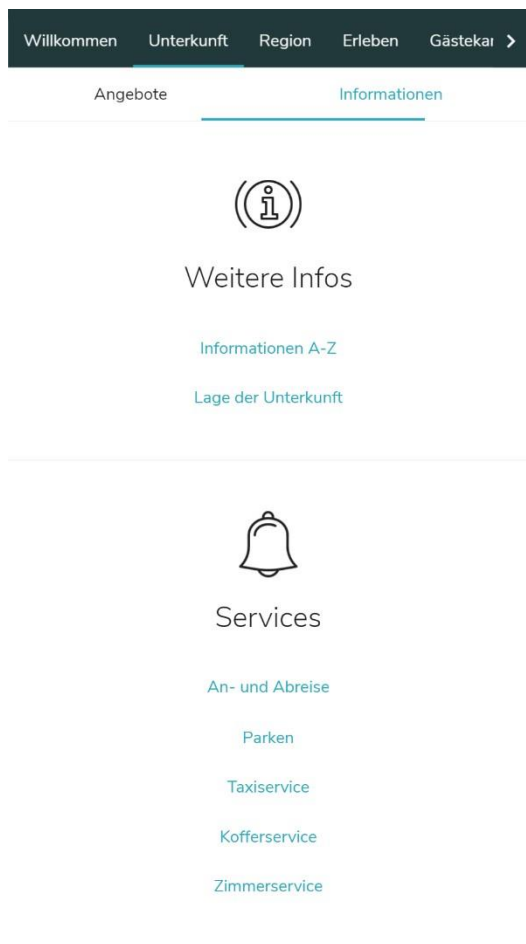 Willkommen Unterkunft Region Erleben Gästekar
Angebote Informationen
Weitere Infos
Informationen A-Z
Lage der Unterkunft
Services
An- und Abreise
Parken
Taxiservice
Kofferservice
Zimmerservice